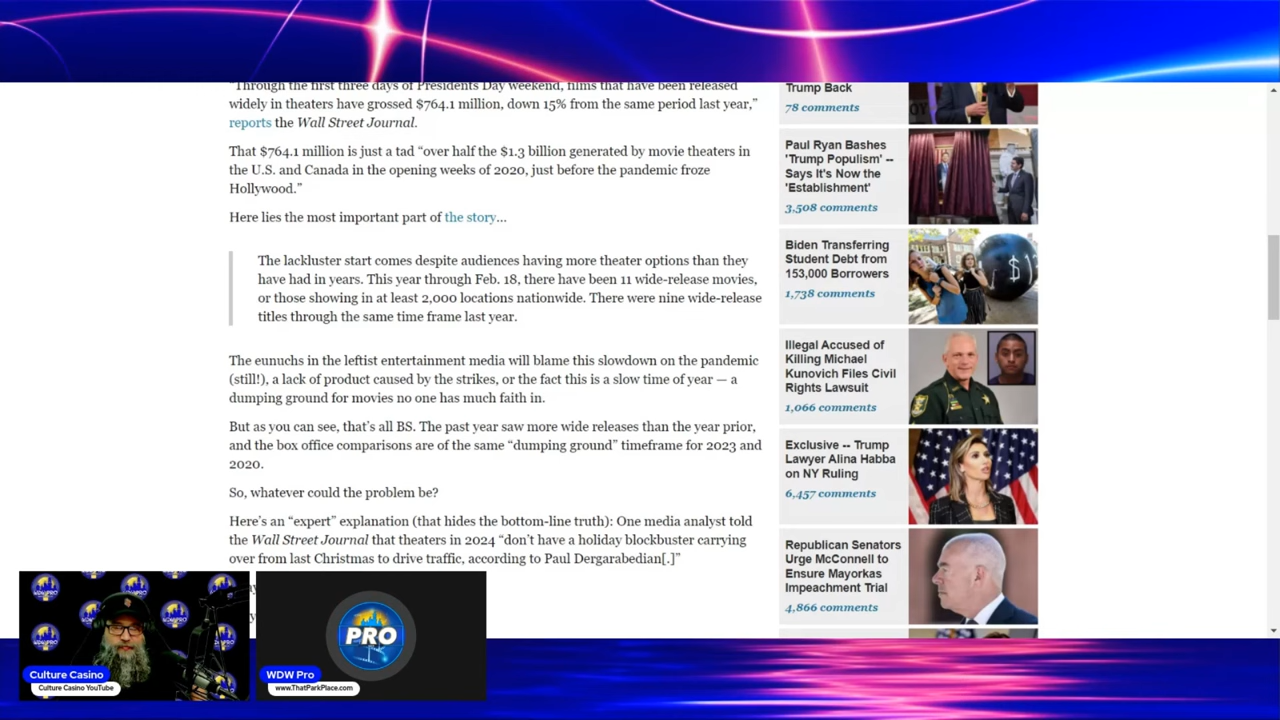 "Through the first three days of Presidents Day weekend, films that have been released
widely in theaters have grossed $764.1 million, down 15% from the same period last year,"
reports the Wall Street Journal.
That $764.1 million is just a tad “over half the $1.3 billion generated by movie theaters in
the U.S. and Canada in the opening weeks of 2020, just before the pandemic froze
Hollywood.”
Here lies the most important part of the story...
The lackluster start comes despite audiences having more theater options than they
have had in years. This year through Feb. 18, there have been 11 wide-release movies,
or those showing in at least 2,000 locations nationwide. There were nine wide-release
titles through the same time frame last year.
The eunuchs in the leftist entertainment media will blame this slowdown on the pandemic
(still!), a lack of product caused by the strikes, or the fact this is a slow time of year — a
dumping ground for movies no one has much faith in.
But as you can see, that’s all BS. The past year saw more wide releases than the year prior,
and the box office comparisons are of the same “dumping ground” timeframe for 2023 and
2020.
So, whatever could the problem be?
Here’s an “expert” explanation (that hides the bottom-line truth): One media analyst told
the Wall Street Journal that theaters in 2024 “don’t have a holiday blockbuster carrying
over from last Christmas to drive traffic, according to Paul Dergarabedian[.]”
Trump Back
78 comments
Paul Ryan Bashes
'Trump Populism' --
Says It's Now the
'Establishment'
3,508 comments
Biden Transferring
Student Debt from
153,000 Borrowers
1,738 comments
$
Illegal Accused of
Killing Michael
Kunovich Files Civil
Rights Lawsuit
1,066 comments
Exclusive -- Trump
Lawyer Alina Habba
on NY Ruling
6,457 comments
Republican Senators
Urge McConnell to
Ensure Mayorkas
Impeachment Trial
4,866 comments
PRO
Culture Casino
Culture Casino YouTube
WDW Pro
www.ThatParkPlace.com